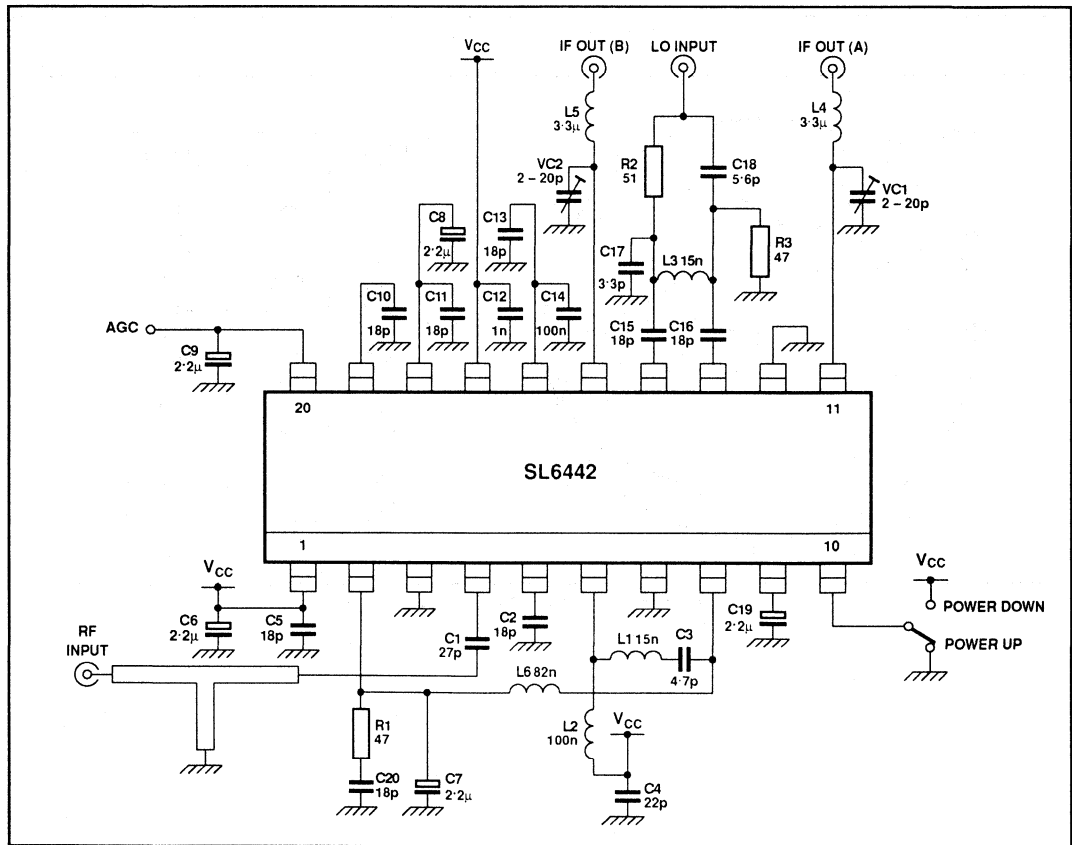 VCC
IF OUT (B)
LO INPUT
IF OUT (A)
L5
3·3µ
L4
3·3µ
VC2
2 – 20p
R2
51
C18
5·6p
VC1
2 – 20p
C8
2·2µ
C13
18p
C17
3·3p
L3 15n
R3
47
C10
18p
C11
18p
C12
1n
C14
100n
C15
18p
C16
18p
AGC
C9
2·2µ
20
11
SL6442
1
10
VCC
C6
2·2µ
C5
18p
RF
INPUT
C1
27p
C2
18p
C19
2·2µ
VCC
POWER DOWN
POWER UP
L1 15n
C3
4·7p
L6 82n
R1
47
L2
100n
VCC
C20
18p
C7
2·2µ
C4
22p